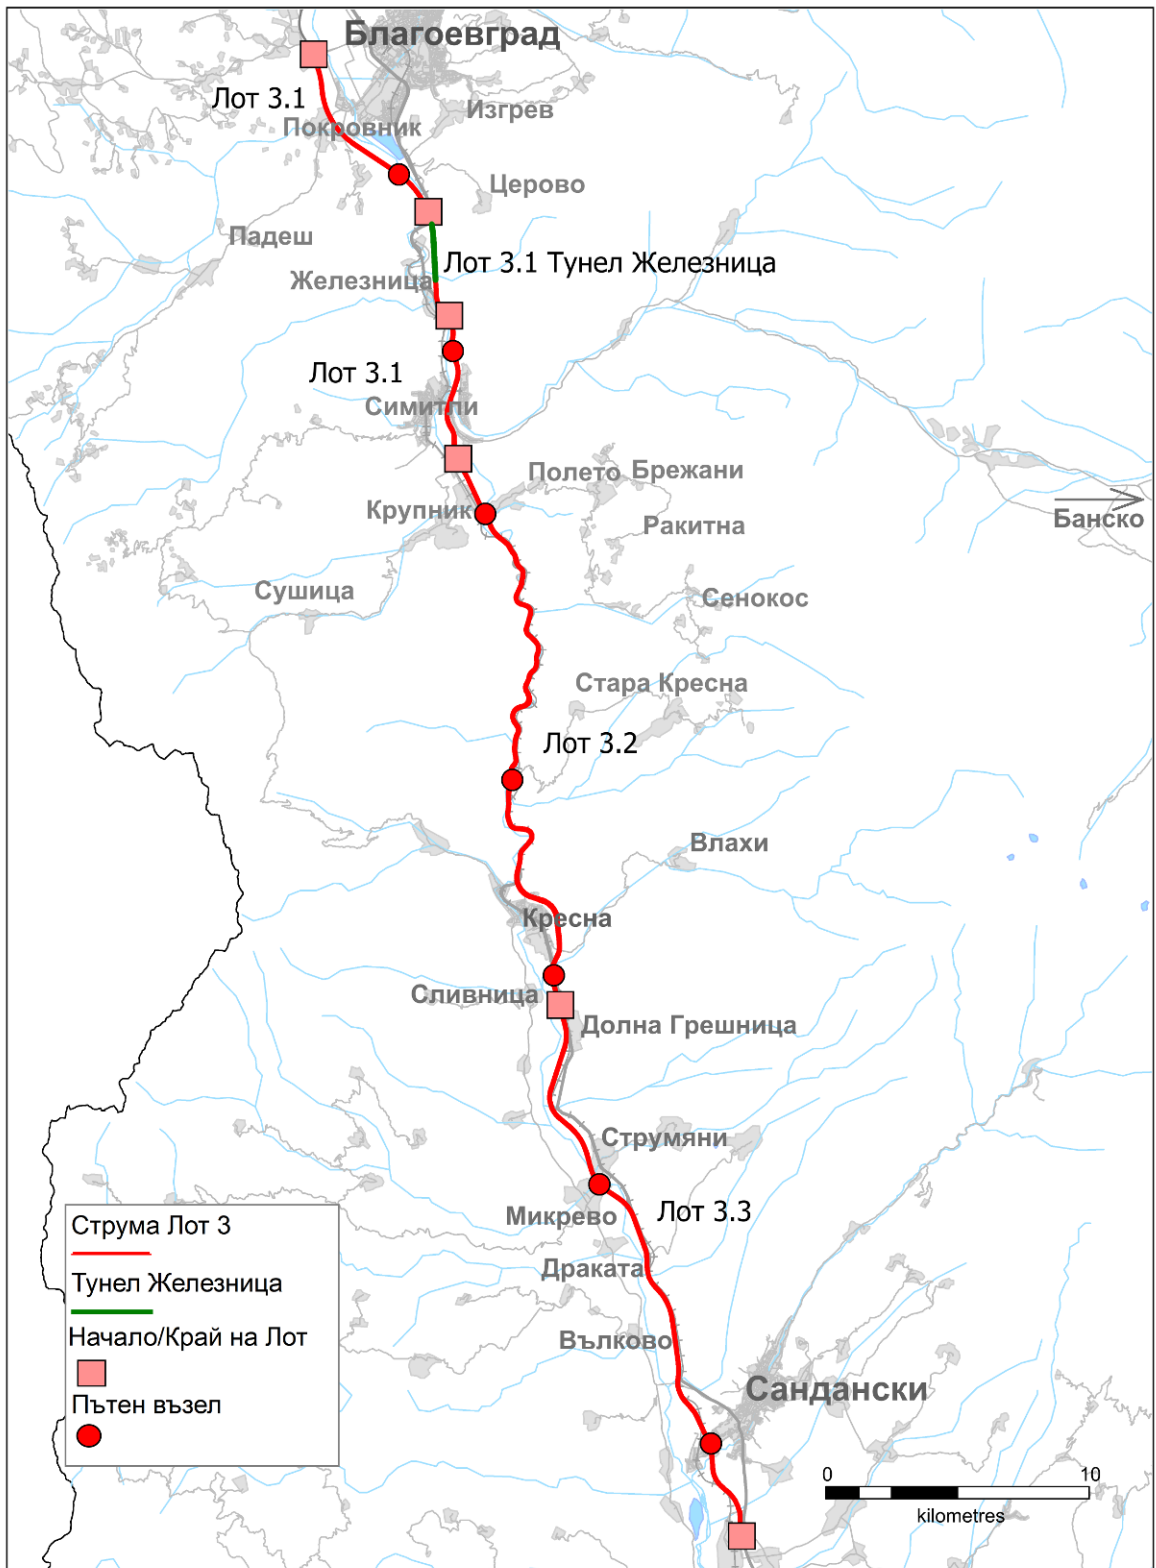 Благоевград
Лот 3.1
Изгрев
Покровник
Церово
Падеш
Лот 3.1 Тунел Железница
Железница
Лот 3.1
Симитли
Полето
Брежани
Крупник
Банско
Ракитна
Сушица
Сенокос
Стара Кресна
Лот 3.2
Влахи
Кресна
Сливница
Долна Грешница
Струмяни
Лот 3.3
Микрево
Драката
Вълково
Сандански
Струма Лот 3
Тунел Железница
Начало/Край на Лот
Пътен възел
0 10
kilometres